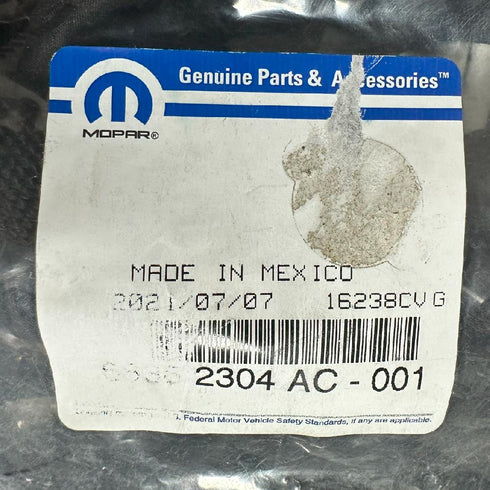 Genuine Parts & Accessories™
MOPAR®
MADE IN MEXICO
2021/07/07 16238CVG
2304 AC - 001
Federal Motor Vehicle Safety Standards, if any are applicable.